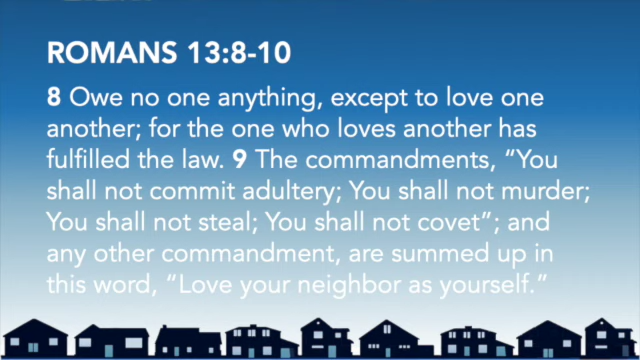 ROMANS 13:8-10
8 Owe no one anything, except to love one
another; for the one who loves another has
fulfilled the law. 9 The commandments, “You
shall not commit adultery; You shall not murder;
You shall not steal; You shall not covet”; and
any other commandment, are summed up in
this word, “Love your neighbor as yourself.”